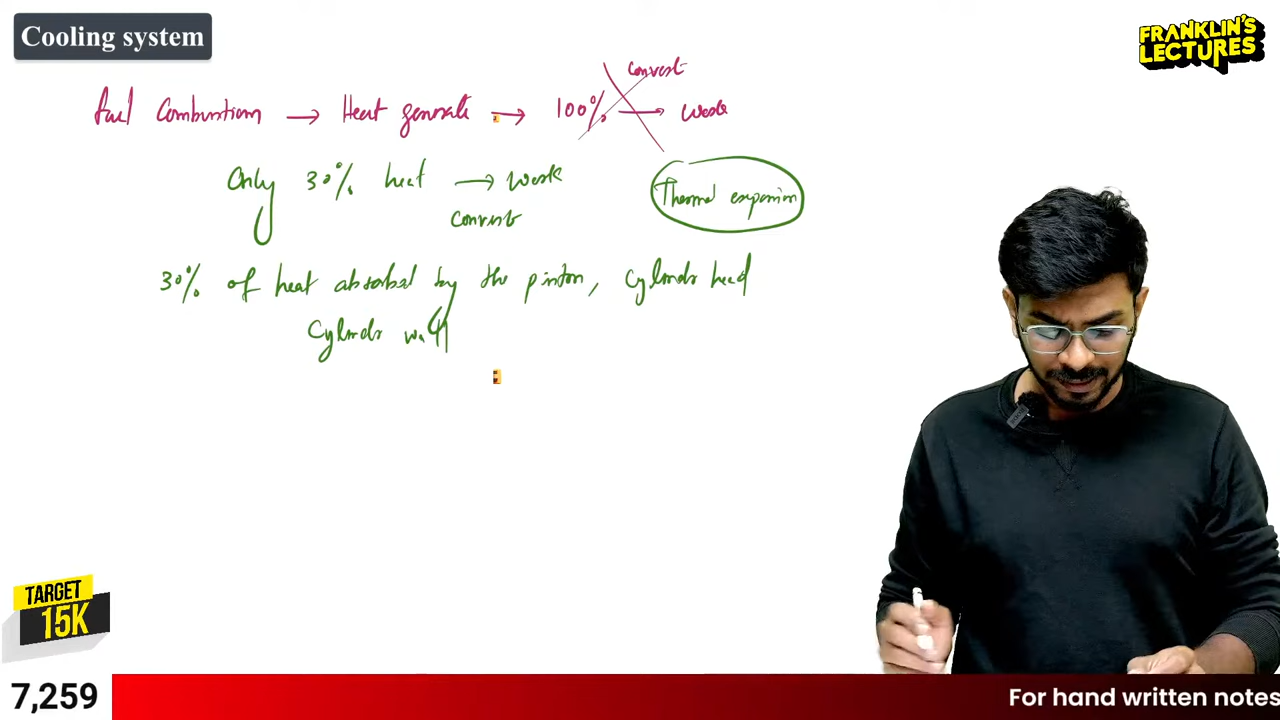 Cooling system
FRANKLIN'S
LECTURES
fuel Combustion → Heat generate → 100% → work
convert
Only 30% heat → work
convert
Thermal expansion
30% of heat absorbed by the piston, cylinder head
cylinder wall
TARGET
15K
7,259
For hand written notes